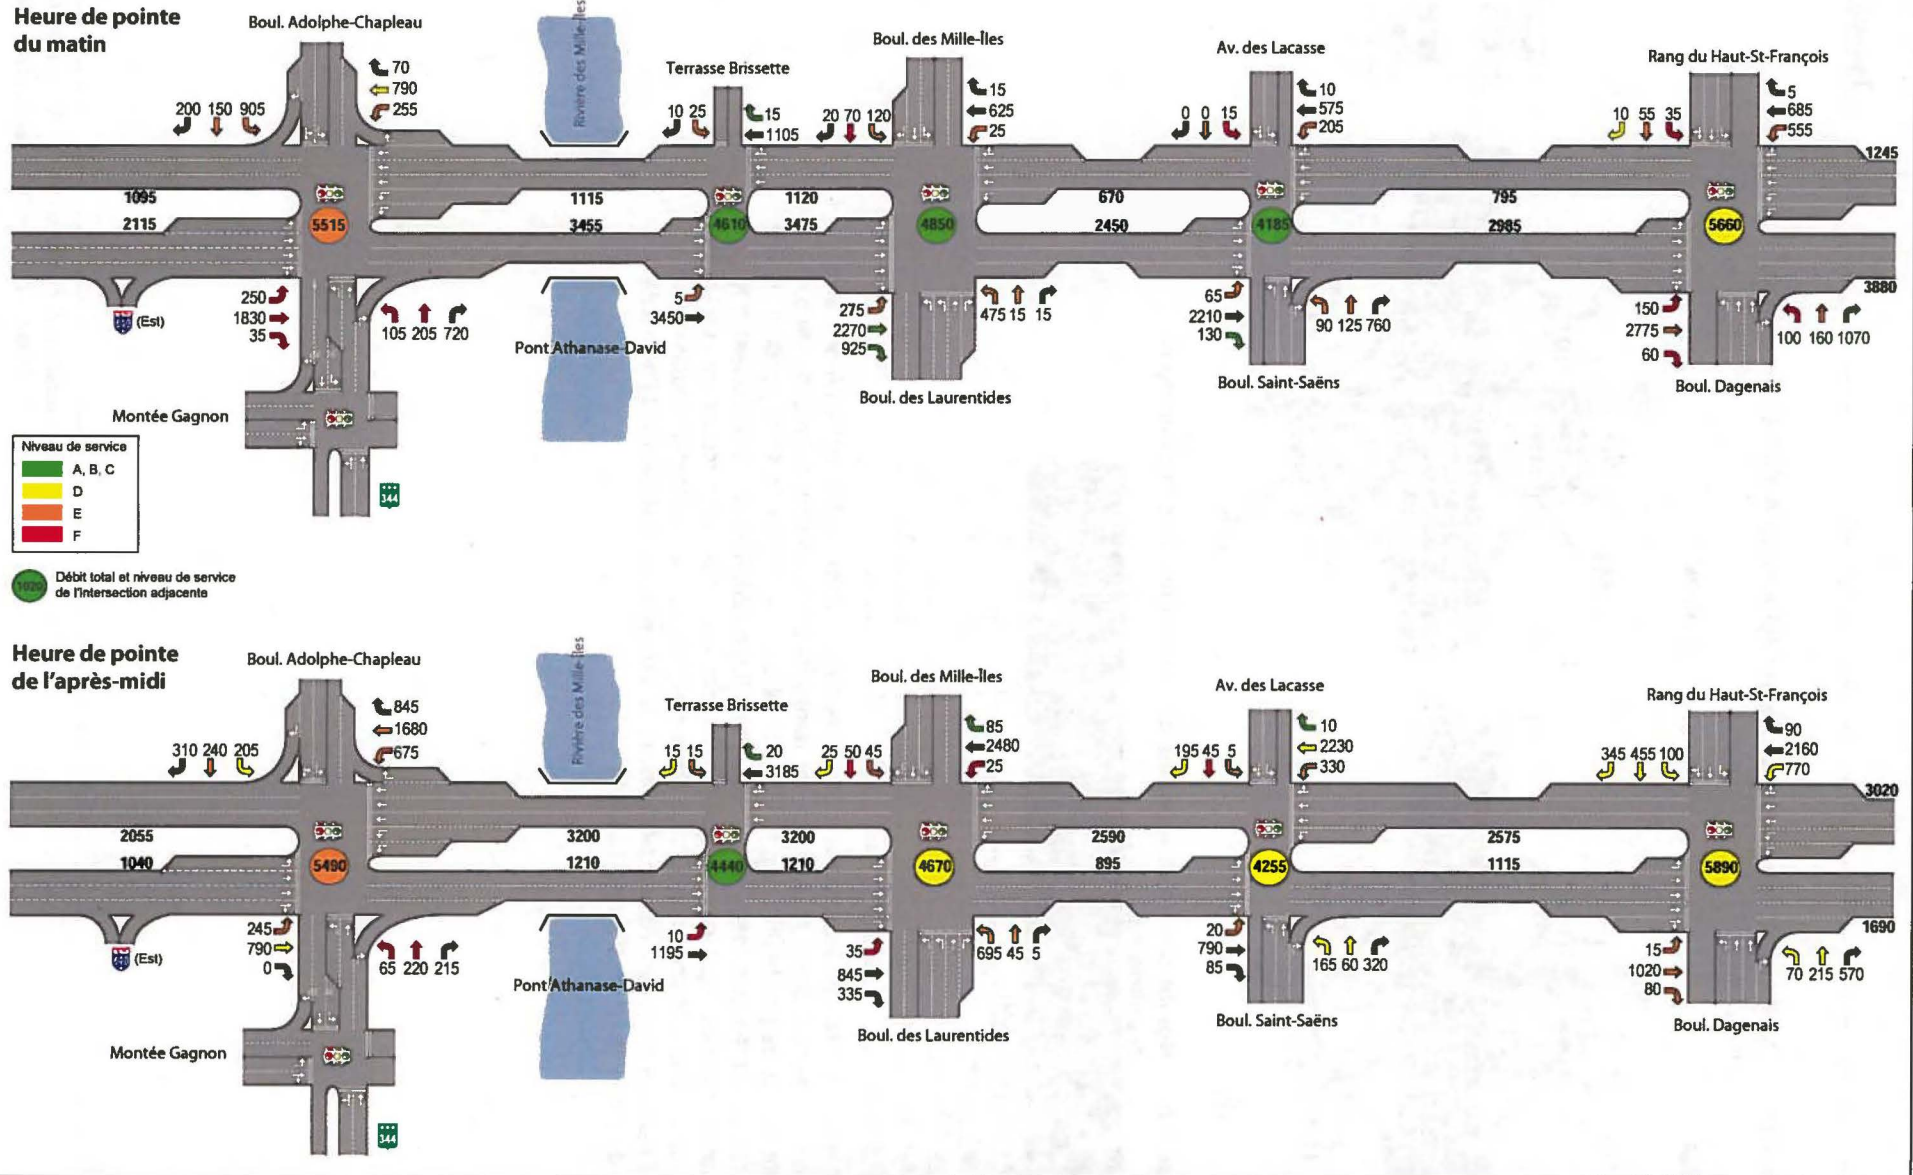 Heure de pointe
du matin
Boul. Adolphe-Chapleau
Rivière des Mille-Îles
Terrasse Brissette
Boul. des Mille-Îles
Av. des Lacasse
Rang du Haut-St-François
70
790
255
200 150 905
10 25
15
1105
20 70 120
15
625
25
0 0 15
10
575
205
10 55 35
5
685
555
1245
1095
1115
1120
670
795
2115
5515
3455
4610
3475
4850
2450
4185
2985
5660
3880
(Est)
250
1830
35
105 205 720
5
3450
275
2270
925
475 15 15
65
2210
130
90 125 760
150
2775
60
100 160 1070
Pont Athanase-David
Boul. des Laurentides
Boul. Saint-Saëns
Boul. Dagenais
Montée Gagnon
344
Niveau de service
A, B, C
D
E
F
1020
Débit total et niveau de service
de l'intersection adjacente
Heure de pointe
de l'après-midi
Boul. Adolphe-Chapleau
Rivière des Mille-Îles
Terrasse Brissette
Boul. des Mille-Îles
Av. des Lacasse
Rang du Haut-St-François
845
1680
675
310 240 205
15 15
20
3185
25 50 45
85
2480
25
195 45 5
10
2230
330
345 455 100
90
2160
770
3020
2055
3200
3200
2590
2575
1040
5490
1210
4440
1210
4670
895
4255
1115
5890
1690
(Est)
245
790
0
65 220 215
10
1195
35
845
335
695 45 5
20
790
85
165 60 320
15
1020
80
70 215 570
Pont Athanase-David
Boul. des Laurentides
Boul. Saint-Saëns
Boul. Dagenais
Montée Gagnon
344